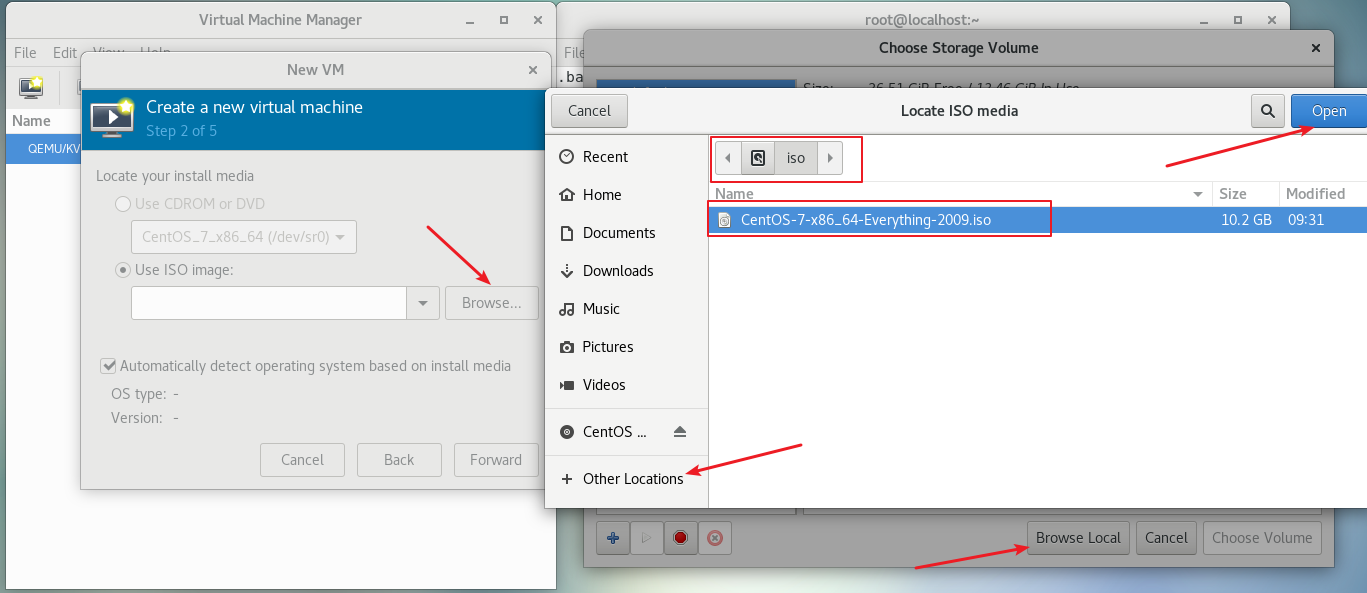 Virtual Machine Manager
root@localhost:~
File Edit View Help
File
Choose Storage Volume
New VM
.ba
Size: 36.51 GiB Free / 13.46 GiB In Use
Create a new virtual machine
Step 2 of 5
Cancel
Locate ISO media
Open
Name
QEMU/KV
Locate your install media
Use CDROM or DVD
CentOS_7_x86_64 (/dev/sr0)
Use ISO image:
Browse...
Automatically detect operating system based on install media
OS type: -
Version: -
Cancel
Back
Forward
Recent
Home
Documents
Downloads
Music
Pictures
Videos
CentOS ...
Other Locations
iso
Name Size Modified
CentOS-7-x86_64-Everything-2009.iso 10.2 GB 09:31
Browse Local
Cancel
Choose Volume